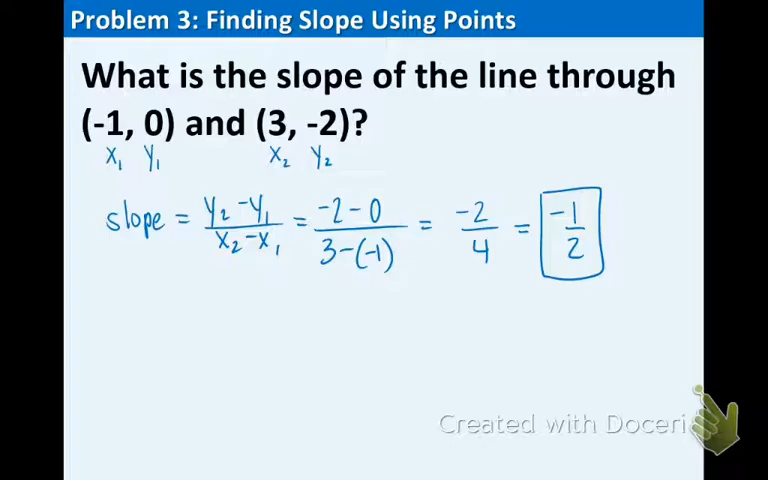 Problem 3: Finding Slope Using Points
What is the slope of the line through
(-1, 0) and (3, -2)?
x₁ y₁ x₂ y₂
slope = y₂ - y₁ / x₂ - x₁ = -2 - 0 / 3 - (-1) = -2 / 4 = -1 / 2
Created with Doceri